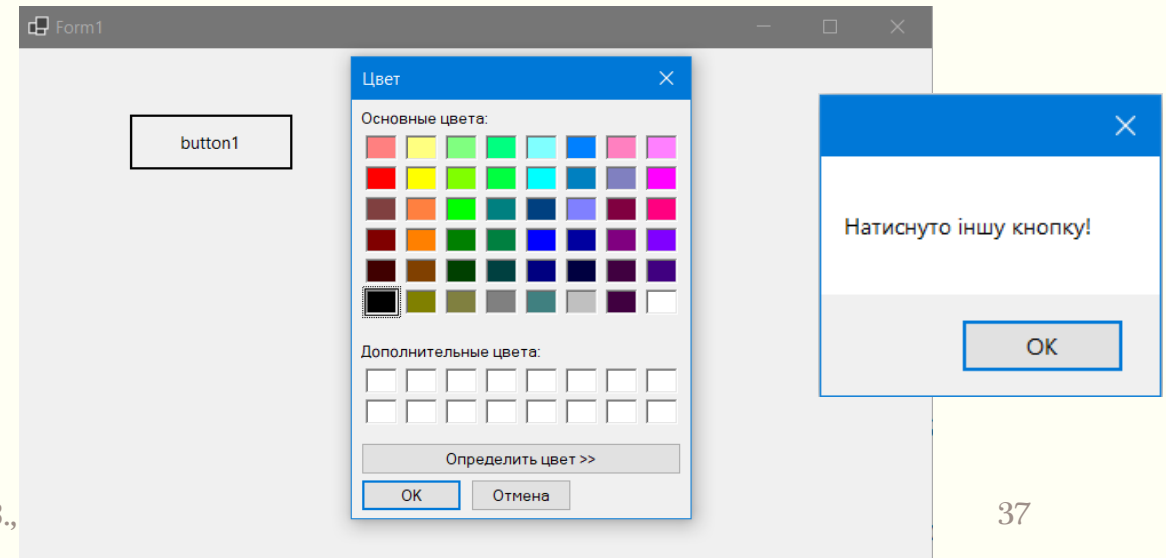 Form1
Цвет
Основные цвета:
button1
Натиснуто іншу кнопку!
OK
Дополнительные цвета:
Определить цвет >>
OK Отмена
37